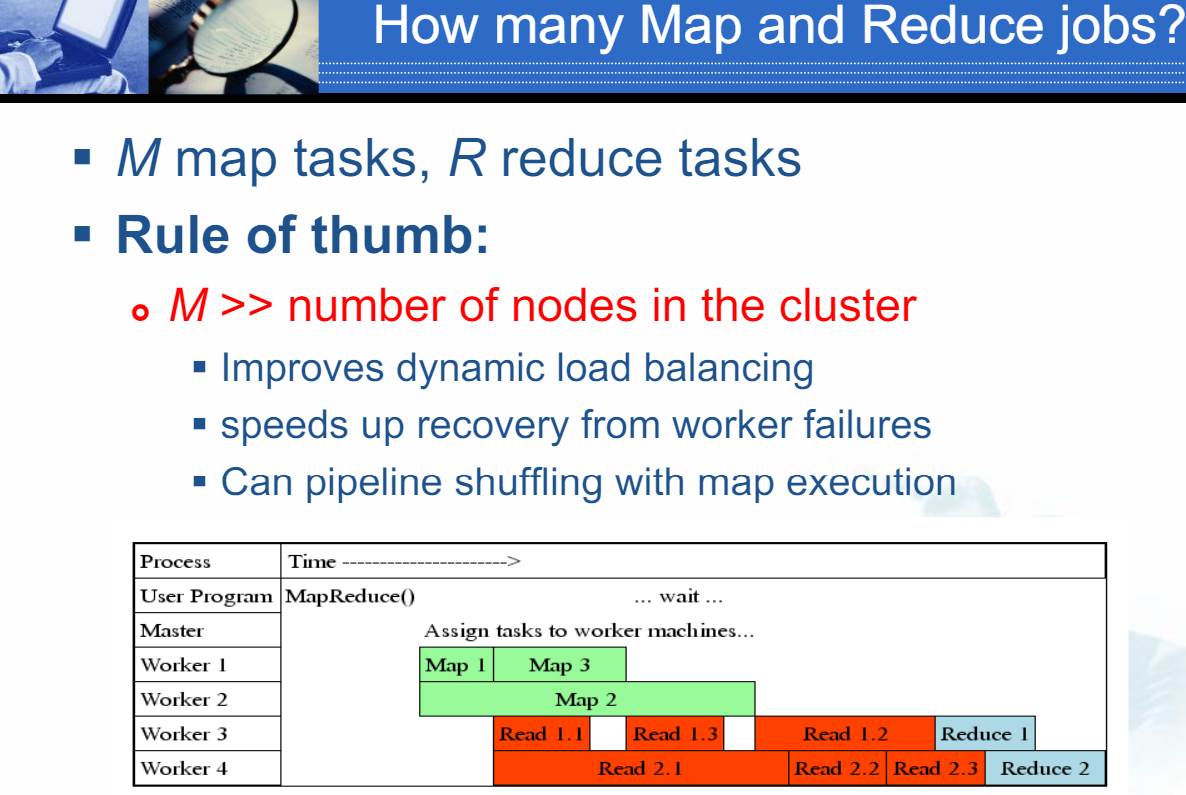 How many Map and Reduce jobs?
M map tasks, R reduce tasks
Rule of thumb:
M >> number of nodes in the cluster
Improves dynamic load balancing
speeds up recovery from worker failures
Can pipeline shuffling with map execution
Process Time ---------------------->
User Program MapReduce() ... wait ...
Master Assign tasks to worker machines...
Worker 1 Map 1 Map 3
Worker 2 Map 2
Worker 3 Read 1.1 Read 1.3 Read 1.2 Reduce 1
Worker 4 Read 2.1 Read 2.2 Read 2.3 Reduce 2